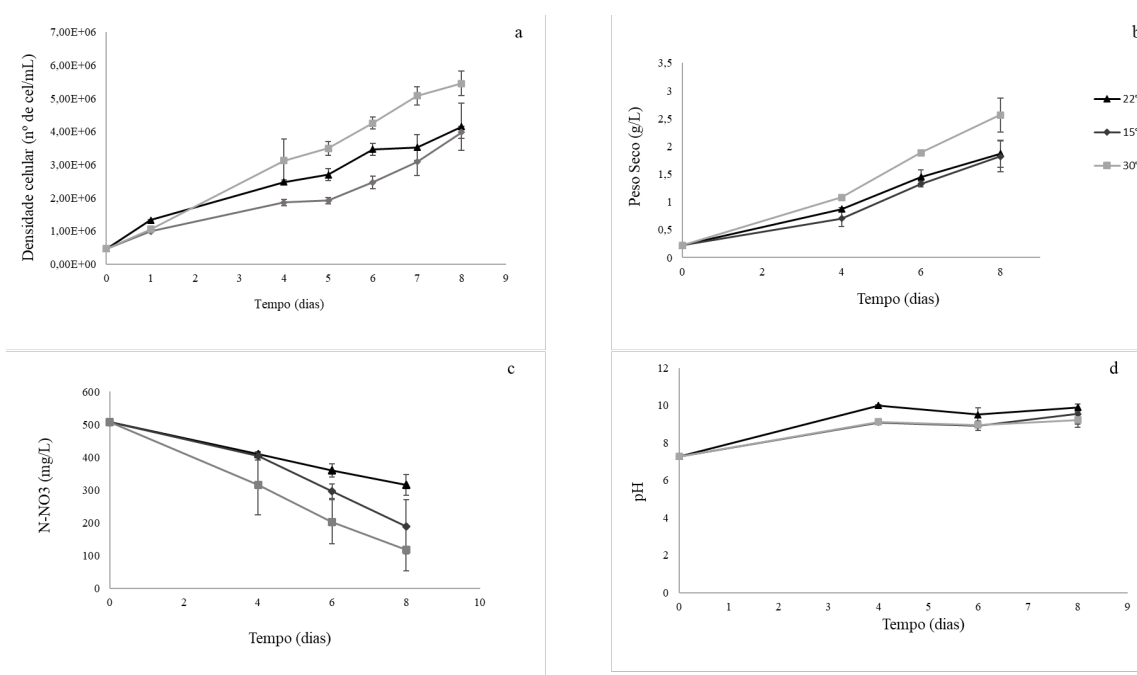 a
Densidade celular (nº de cel/mL)
7,00E+06
6,00E+06
5,00E+06
4,00E+06
3,00E+06
2,00E+06
1,00E+06
0,00E+00
0 1 2 3 4 5 6 7 8 9
Tempo (dias)
b
Peso Seco (g/L)
3,5
3
2,5
2
1,5
1
0,5
0
0 2 4 6 8
Tempo (dias)
22º
15º
30º
c
N-NO3 (mg/L)
600
500
400
300
200
100
0
0 2 4 6 8 10
Tempo (dias)
d
pH
12
10
8
6
4
2
0
0 1 2 3 4 5 6 7 8 9
Tempo (dias)